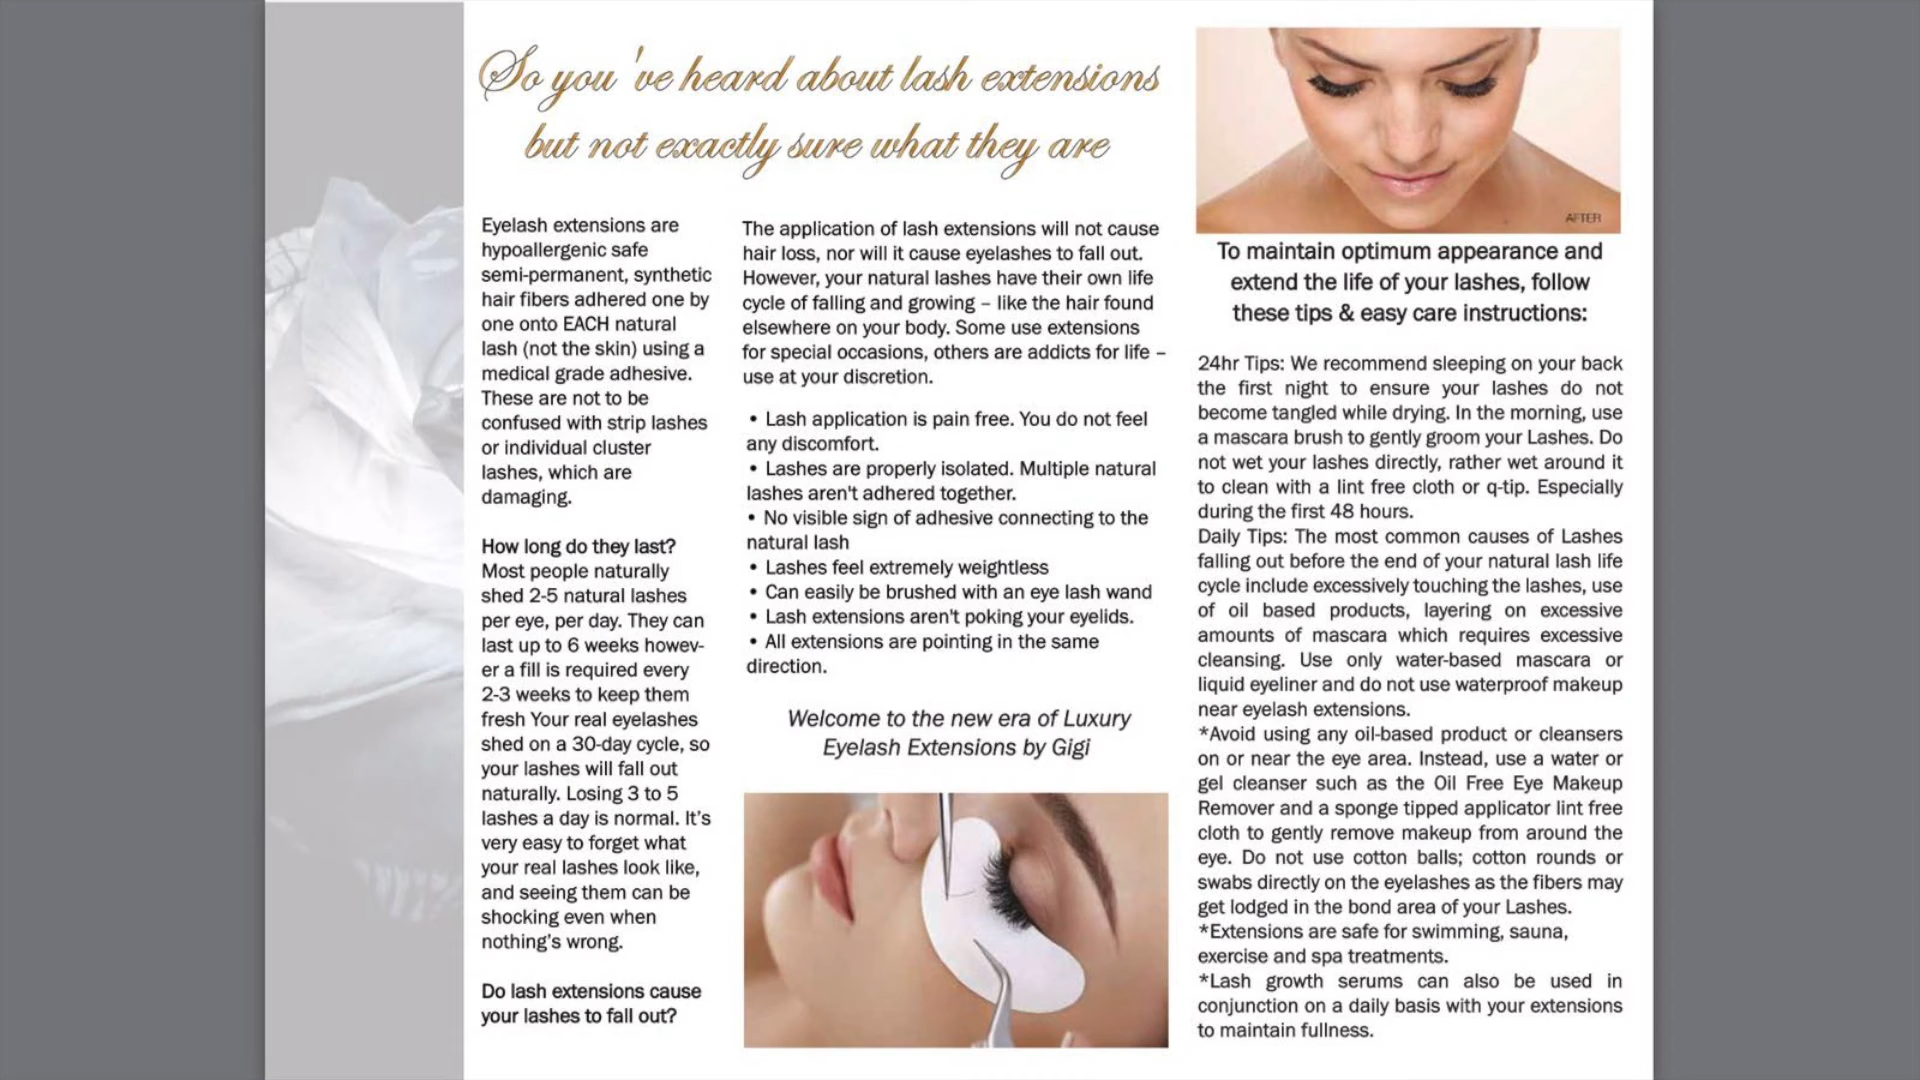 So you've heard about lash extensions
but not exactly sure what they are
Eyelash extensions are
hypoallergenic safe
semi-permanent, synthetic
hair fibers adhered one by
one onto EACH natural
lash (not the skin) using a
medical grade adhesive.
These are not to be
confused with strip lashes
or individual cluster
lashes, which are
damaging.
How long do they last?
Most people naturally
shed 2-5 natural lashes
per eye, per day. They can
last up to 6 weeks howev-
er a fill is required every
2-3 weeks to keep them
fresh Your real eyelashes
shed on a 30-day cycle, so
your lashes will fall out
naturally. Losing 3 to 5
lashes a day is normal. It's
very easy to forget what
your real lashes look like,
and seeing them can be
shocking even when
nothing's wrong.
Do lash extensions cause
your lashes to fall out?
The application of lash extensions will not cause
hair loss, nor will it cause eyelashes to fall out.
However, your natural lashes have their own life
cycle of falling and growing – like the hair found
elsewhere on your body. Some use extensions
for special occasions, others are addicts for life –
use at your discretion.
• Lash application is pain free. You do not feel
any discomfort.
• Lashes are properly isolated. Multiple natural
lashes aren't adhered together.
• No visible sign of adhesive connecting to the
natural lash
• Lashes feel extremely weightless
• Can easily be brushed with an eye lash wand
• Lash extensions aren't poking your eyelids.
• All extensions are pointing in the same
direction.
Welcome to the new era of Luxury
Eyelash Extensions by Gigi
AFTER
To maintain optimum appearance and
extend the life of your lashes, follow
these tips & easy care instructions:
24hr Tips: We recommend sleeping on your back
the first night to ensure your lashes do not
become tangled while drying. In the morning, use
a mascara brush to gently groom your Lashes. Do
not wet your lashes directly, rather wet around it
to clean with a lint free cloth or q-tip. Especially
during the first 48 hours.
Daily Tips: The most common causes of Lashes
falling out before the end of your natural lash life
cycle include excessively touching the lashes, use
of oil based products, layering on excessive
amounts of mascara which requires excessive
cleansing. Use only water-based mascara or
liquid eyeliner and do not use waterproof makeup
near eyelash extensions.
*Avoid using any oil-based product or cleansers
on or near the eye area. Instead, use a water or
gel cleanser such as the Oil Free Eye Makeup
Remover and a sponge tipped applicator lint free
cloth to gently remove makeup from around the
eye. Do not use cotton balls; cotton rounds or
swabs directly on the eyelashes as the fibers may
get lodged in the bond area of your Lashes.
*Extensions are safe for swimming, sauna,
exercise and spa treatments.
*Lash growth serums can also be used in
conjunction on a daily basis with your extensions
to maintain fullness.